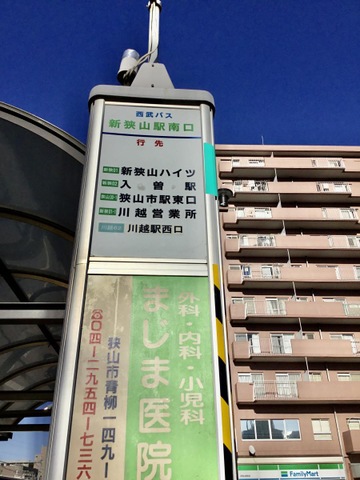 西武バス
新狭山駅南口
行先
新狭山ハイツ
入曽駅
狭山市駅東口
川越営業所
川越駅西口
外科・内科・小児科
まじま医院
狭山市青柳一四九一
(〇四一二九五四一七三六
FamilyMart